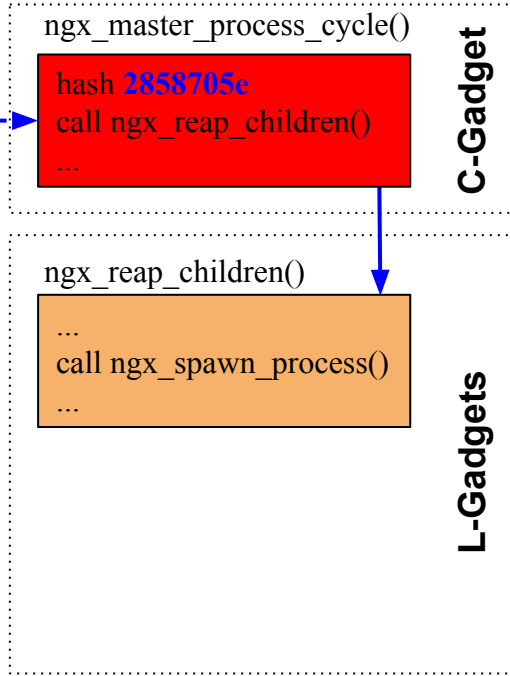 ngx_master_process_cycle()
hash 2858705e
call ngx_reap_children()
...
C-Gadget
ngx_reap_children()
...
call ngx_spawn_process()
...
L-Gadgets